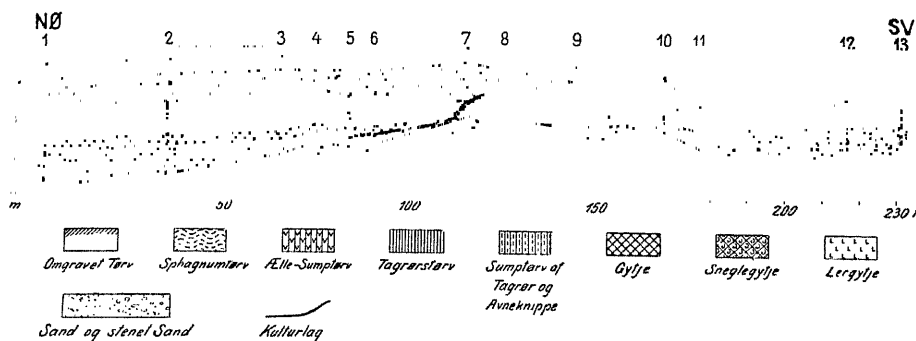 NØ SV
1 2 3 4 5 6 7 8 9 10 11 12 13
m 50 100 150 200 230
Omgravet Tørv
Sphagnumtørv
Ælle-Sumptørv
Tagrørstørv
Sumptørv af
Tagrør og
Avneknippe
Gytje
Sneglegytje
Lergytje
Sand og stenet Sand
Kulturlag